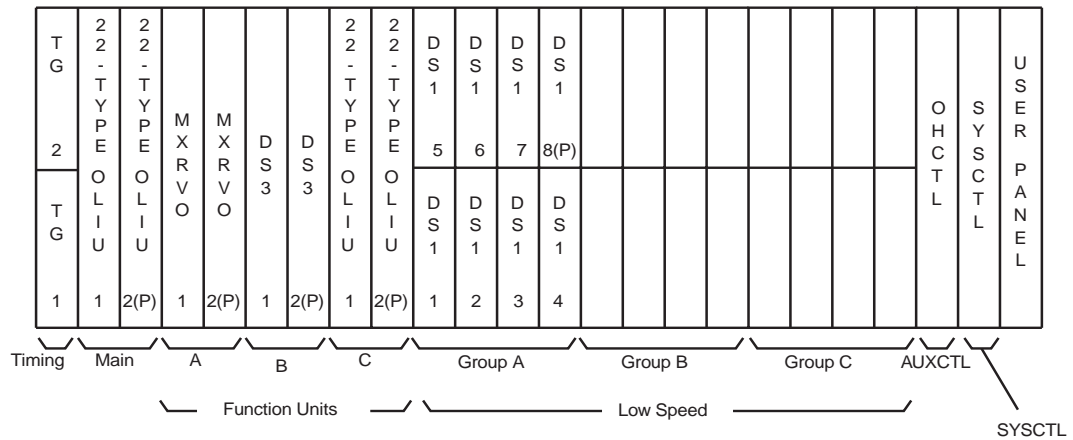 TG 2
TG 1
22-TYPE OLIU 1
22-TYPE OLIU 2(P)
MXRVO 1
MXRVO 2(P)
DS3 1
DS3 2(P)
22-TYPE OLIU 1
22-TYPE OLIU 2(P)
DS1 5
DS1 6
DS1 7
DS1 8(P)
DS1 1
DS1 2
DS1 3
DS1 4
OHCTL
SYSCTL
USER PANEL
Timing Main A B C Group A Group B Group C AUXCTL
Function Units Low Speed
SYSCTL